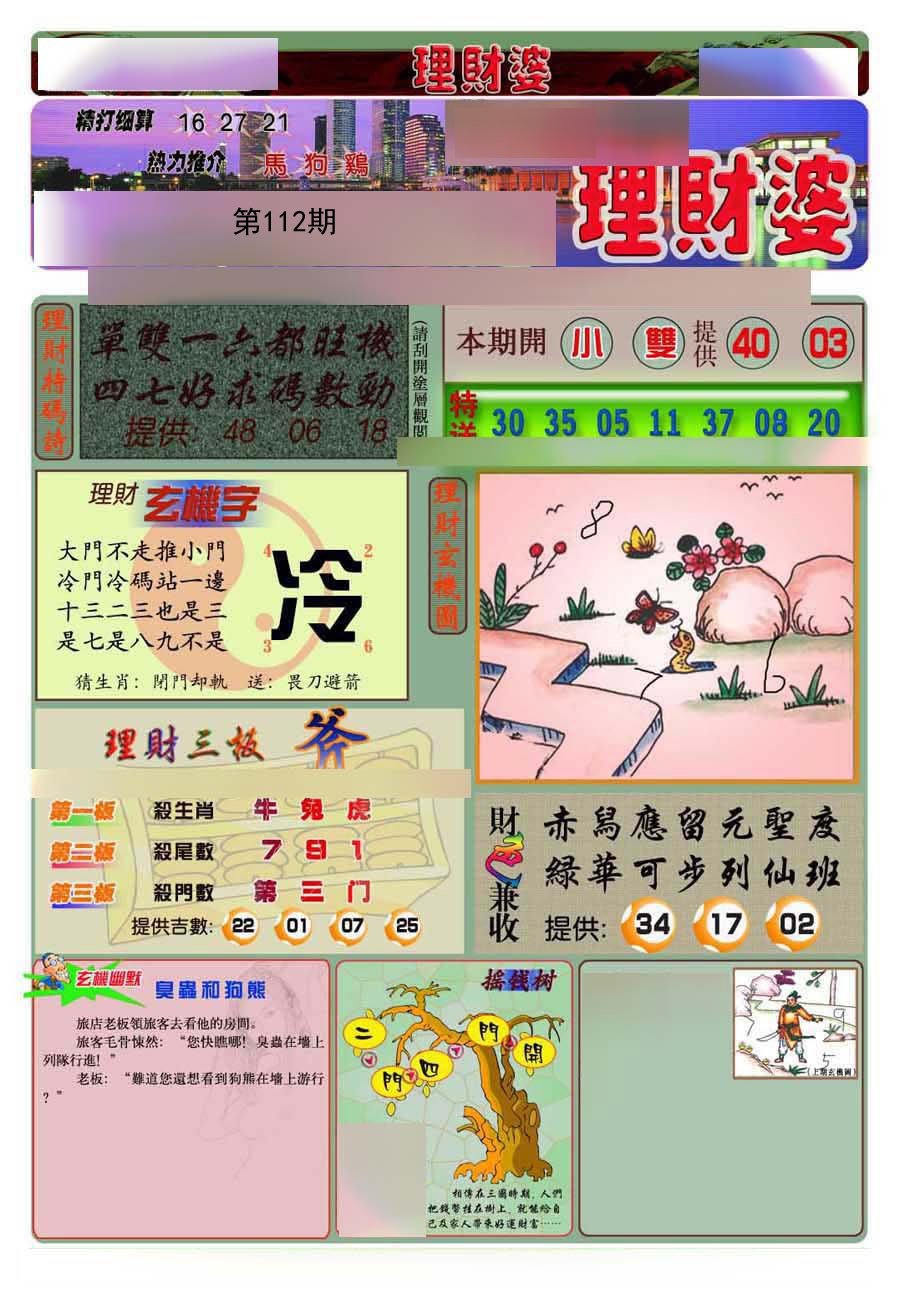 理財婆
精打细算 16 27 21
热力推介 馬 狗 鷄
理財婆
第112期
理財特碼詩
單雙一六都旺機
四七好求碼數勁
提供: 48 06 18
(請刮開塗層觀閱
本期開 小 雙 提供 40 03
特送
30 35 05 11 37 08 20
理財 玄機字
大門不走推小門
冷門冷碼站一邊
十三二三也是三
是七是八九不是
4 2
冷
3 6
猜生肖: 閉門却軌 送: 畏刀避箭
理財玄機圖
8
7 6
理財三板斧
第一板 殺生肖 牛 兔 虎
第二板 殺尾數 7 9 1
第三板 殺門數 第 三 门
提供吉數: 22 01 07 25
財色兼收
赤舄應留元聖度
緑華可步列仙班
提供: 34 17 02
玄機幽默 臭蟲和狗熊
旅店老板領旅客去看他的房間。
旅客毛骨悚然: “您快瞧哪! 臭蟲在墻上
列隊行進! ”
老板: “難道您還想看到狗熊在墻上游行
? ”
摇钱树
二 門 四 門 開
相傳在三國時期, 人們
把錢幣挂在樹上, 就能給自
己及家人帶來好運財富……
9
5
(上期玄機圖)